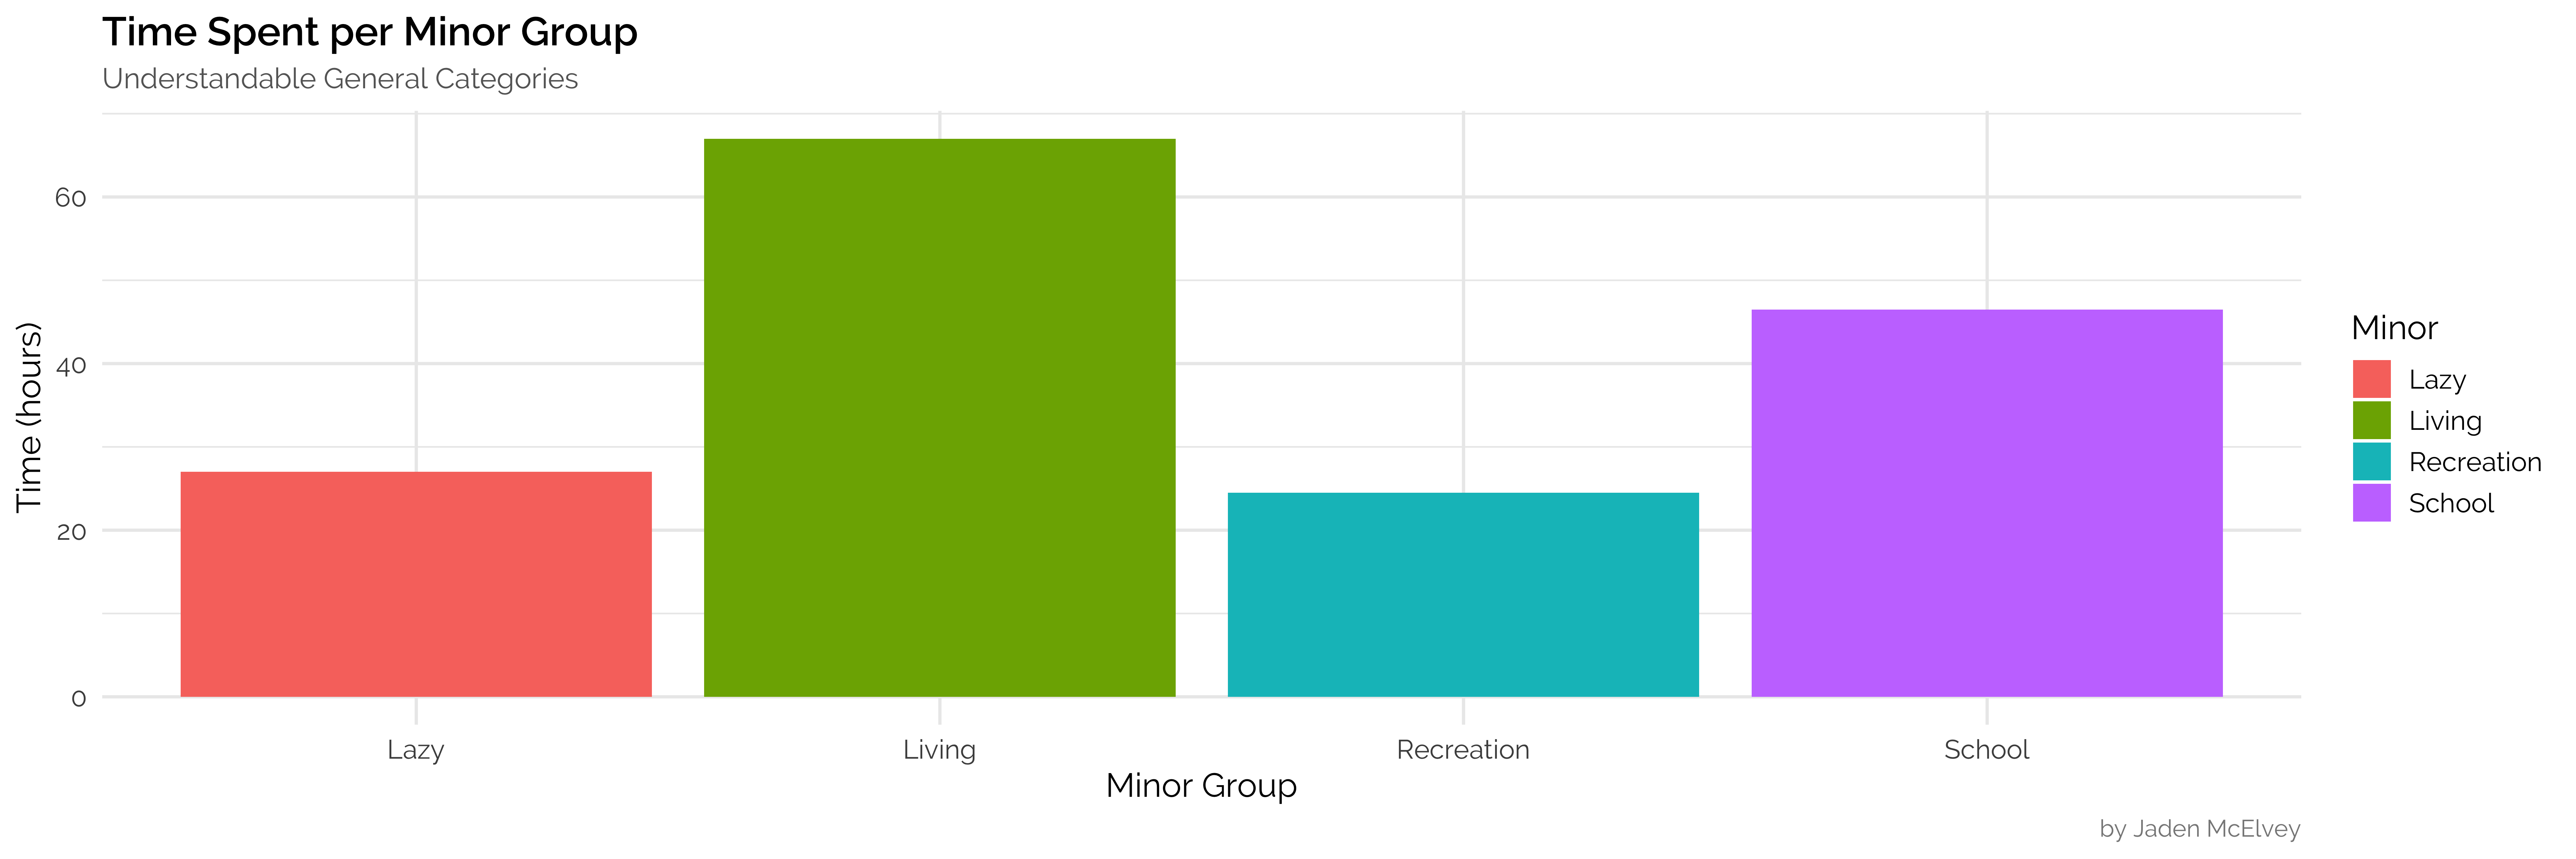 Time Spent per Minor Group
Understandable General Categories
Time (hours)
60
40
20
0
Lazy
Living
Recreation
School
Minor Group
Minor
Lazy
Living
Recreation
School
by Jaden McElvey